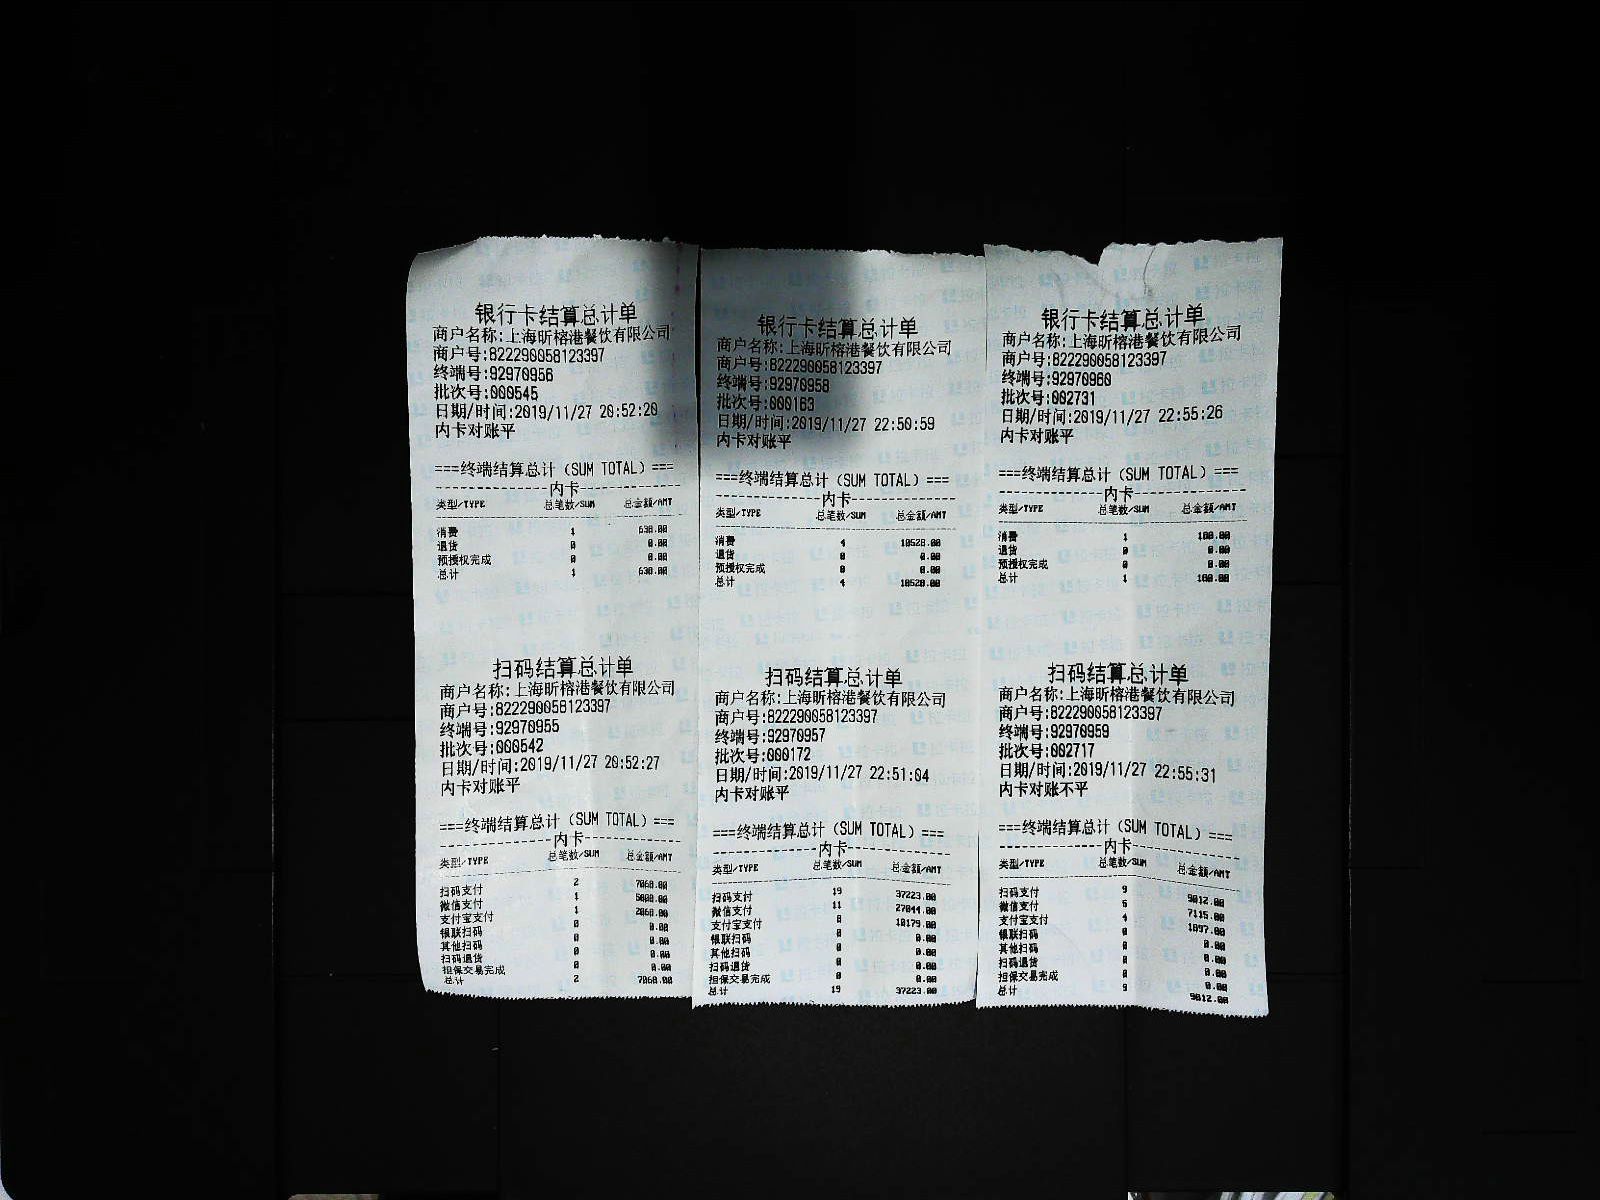 银行卡结算总计单
商户名称:上海昕榕港餐饮有限公司
商户号:822290058123397
终端号:92970956
批次号:000545
日期/时间:2019/11/27 20:52:20
内卡对账平
===终端结算总计(SUM TOTAL)===
内卡
类型/TYPE 总笔数/SUM 总金额/AMT
消费 1 630.00
退货 0 0.00
预授权完成 0 0.00
总计 1 630.00
扫码结算总计单
商户名称:上海昕榕港餐饮有限公司
商户号:822290058123397
终端号:92970955
批次号:000542
日期/时间:2019/11/27 20:52:27
内卡对账平
===终端结算总计(SUM TOTAL)===
内卡
类型/TYPE 总笔数/SUM 总金额/AMT
扫码支付 2 7060.00
微信支付 1 5000.00
支付宝支付 1 2060.00
银联扫码 0 0.00
其他扫码 0 0.00
扫码退货 0 0.00
担保交易完成 0 0.00
总计 2 7060.00
银行卡结算总计单
商户名称:上海昕榕港餐饮有限公司
商户号:822290058123397
终端号:92970958
批次号:000163
日期/时间:2019/11/27 22:50:59
内卡对账平
===终端结算总计(SUM TOTAL)===
内卡
类型/TYPE 总笔数/SUM 总金额/AMT
消费 4 10520.00
退货 0 0.00
预授权完成 0 0.00
总计 4 10520.00
扫码结算总计单
商户名称:上海昕榕港餐饮有限公司
商户号:822290058123397
终端号:92970957
批次号:000172
日期/时间:2019/11/27 22:51:04
内卡对账平
===终端结算总计(SUM TOTAL)===
内卡
类型/TYPE 总笔数/SUM 总金额/AMT
扫码支付 19 37223.00
微信支付 11 27044.00
支付宝支付 8 10179.00
银联扫码 0 0.00
其他扫码 0 0.00
扫码退货 0 0.00
担保交易完成 0 0.00
总计 19 37223.00
银行卡结算总计单
商户名称:上海昕榕港餐饮有限公司
商户号:822290058123397
终端号:92970960
批次号:002731
日期/时间:2019/11/27 22:55:26
内卡对账平
===终端结算总计(SUM TOTAL)===
内卡
类型/TYPE 总笔数/SUM 总金额/AMT
消费 1 100.00
退货 0 0.00
预授权完成 0 0.00
总计 1 100.00
扫码结算总计单
商户名称:上海昕榕港餐饮有限公司
商户号:822290058123397
终端号:92970959
批次号:002717
日期/时间:2019/11/27 22:55:31
内卡对账不平
===终端结算总计(SUM TOTAL)===
内卡
类型/TYPE 总笔数/SUM 总金额/AMT
扫码支付 9 9012.00
微信支付 5 7115.00
支付宝支付 4 1897.00
银联扫码 0 0.00
其他扫码 0 0.00
扫码退货 0 0.00
担保交易完成 0 0.00
总计 9 9012.00